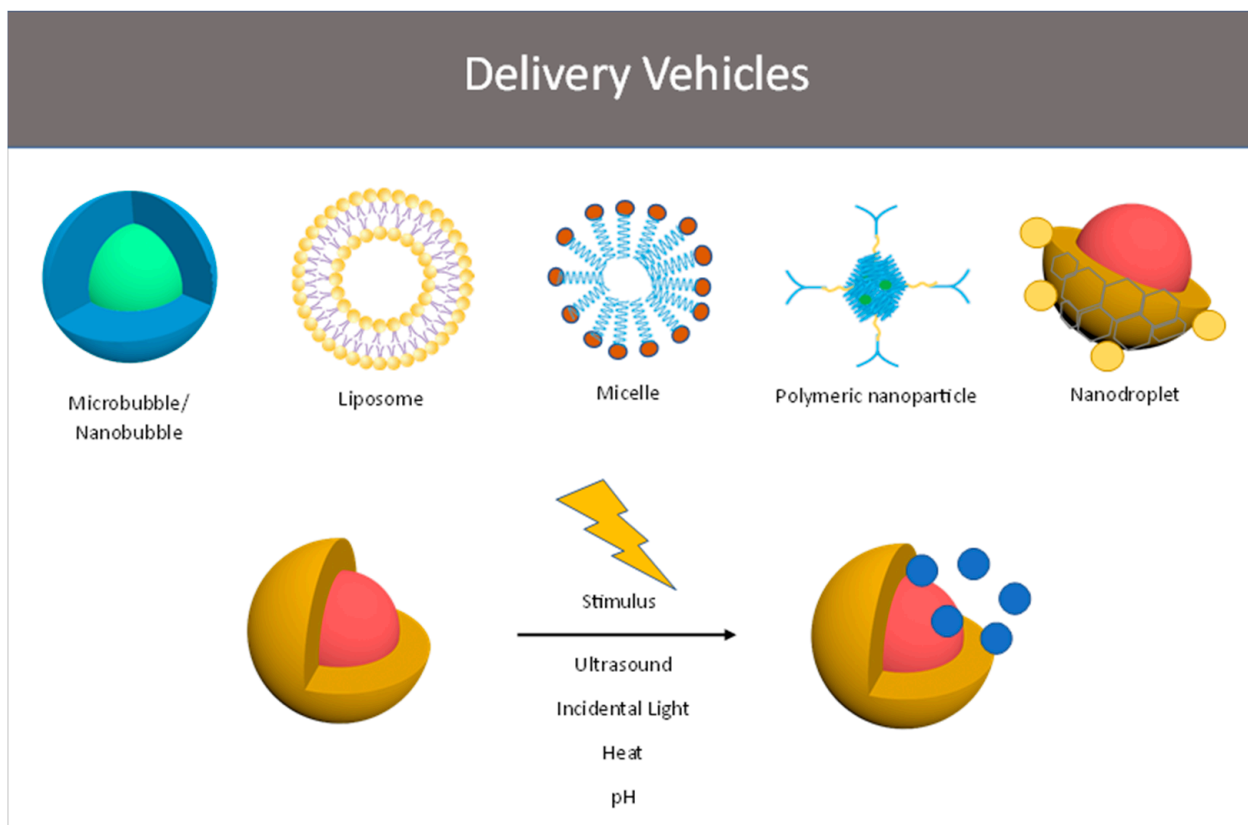 Delivery Vehicles
Microbubble/
Nanobubble
Liposome
Micelle
Polymeric nanoparticle
Nanodroplet
Stimulus
Ultrasound
Incidental Light
Heat
pH